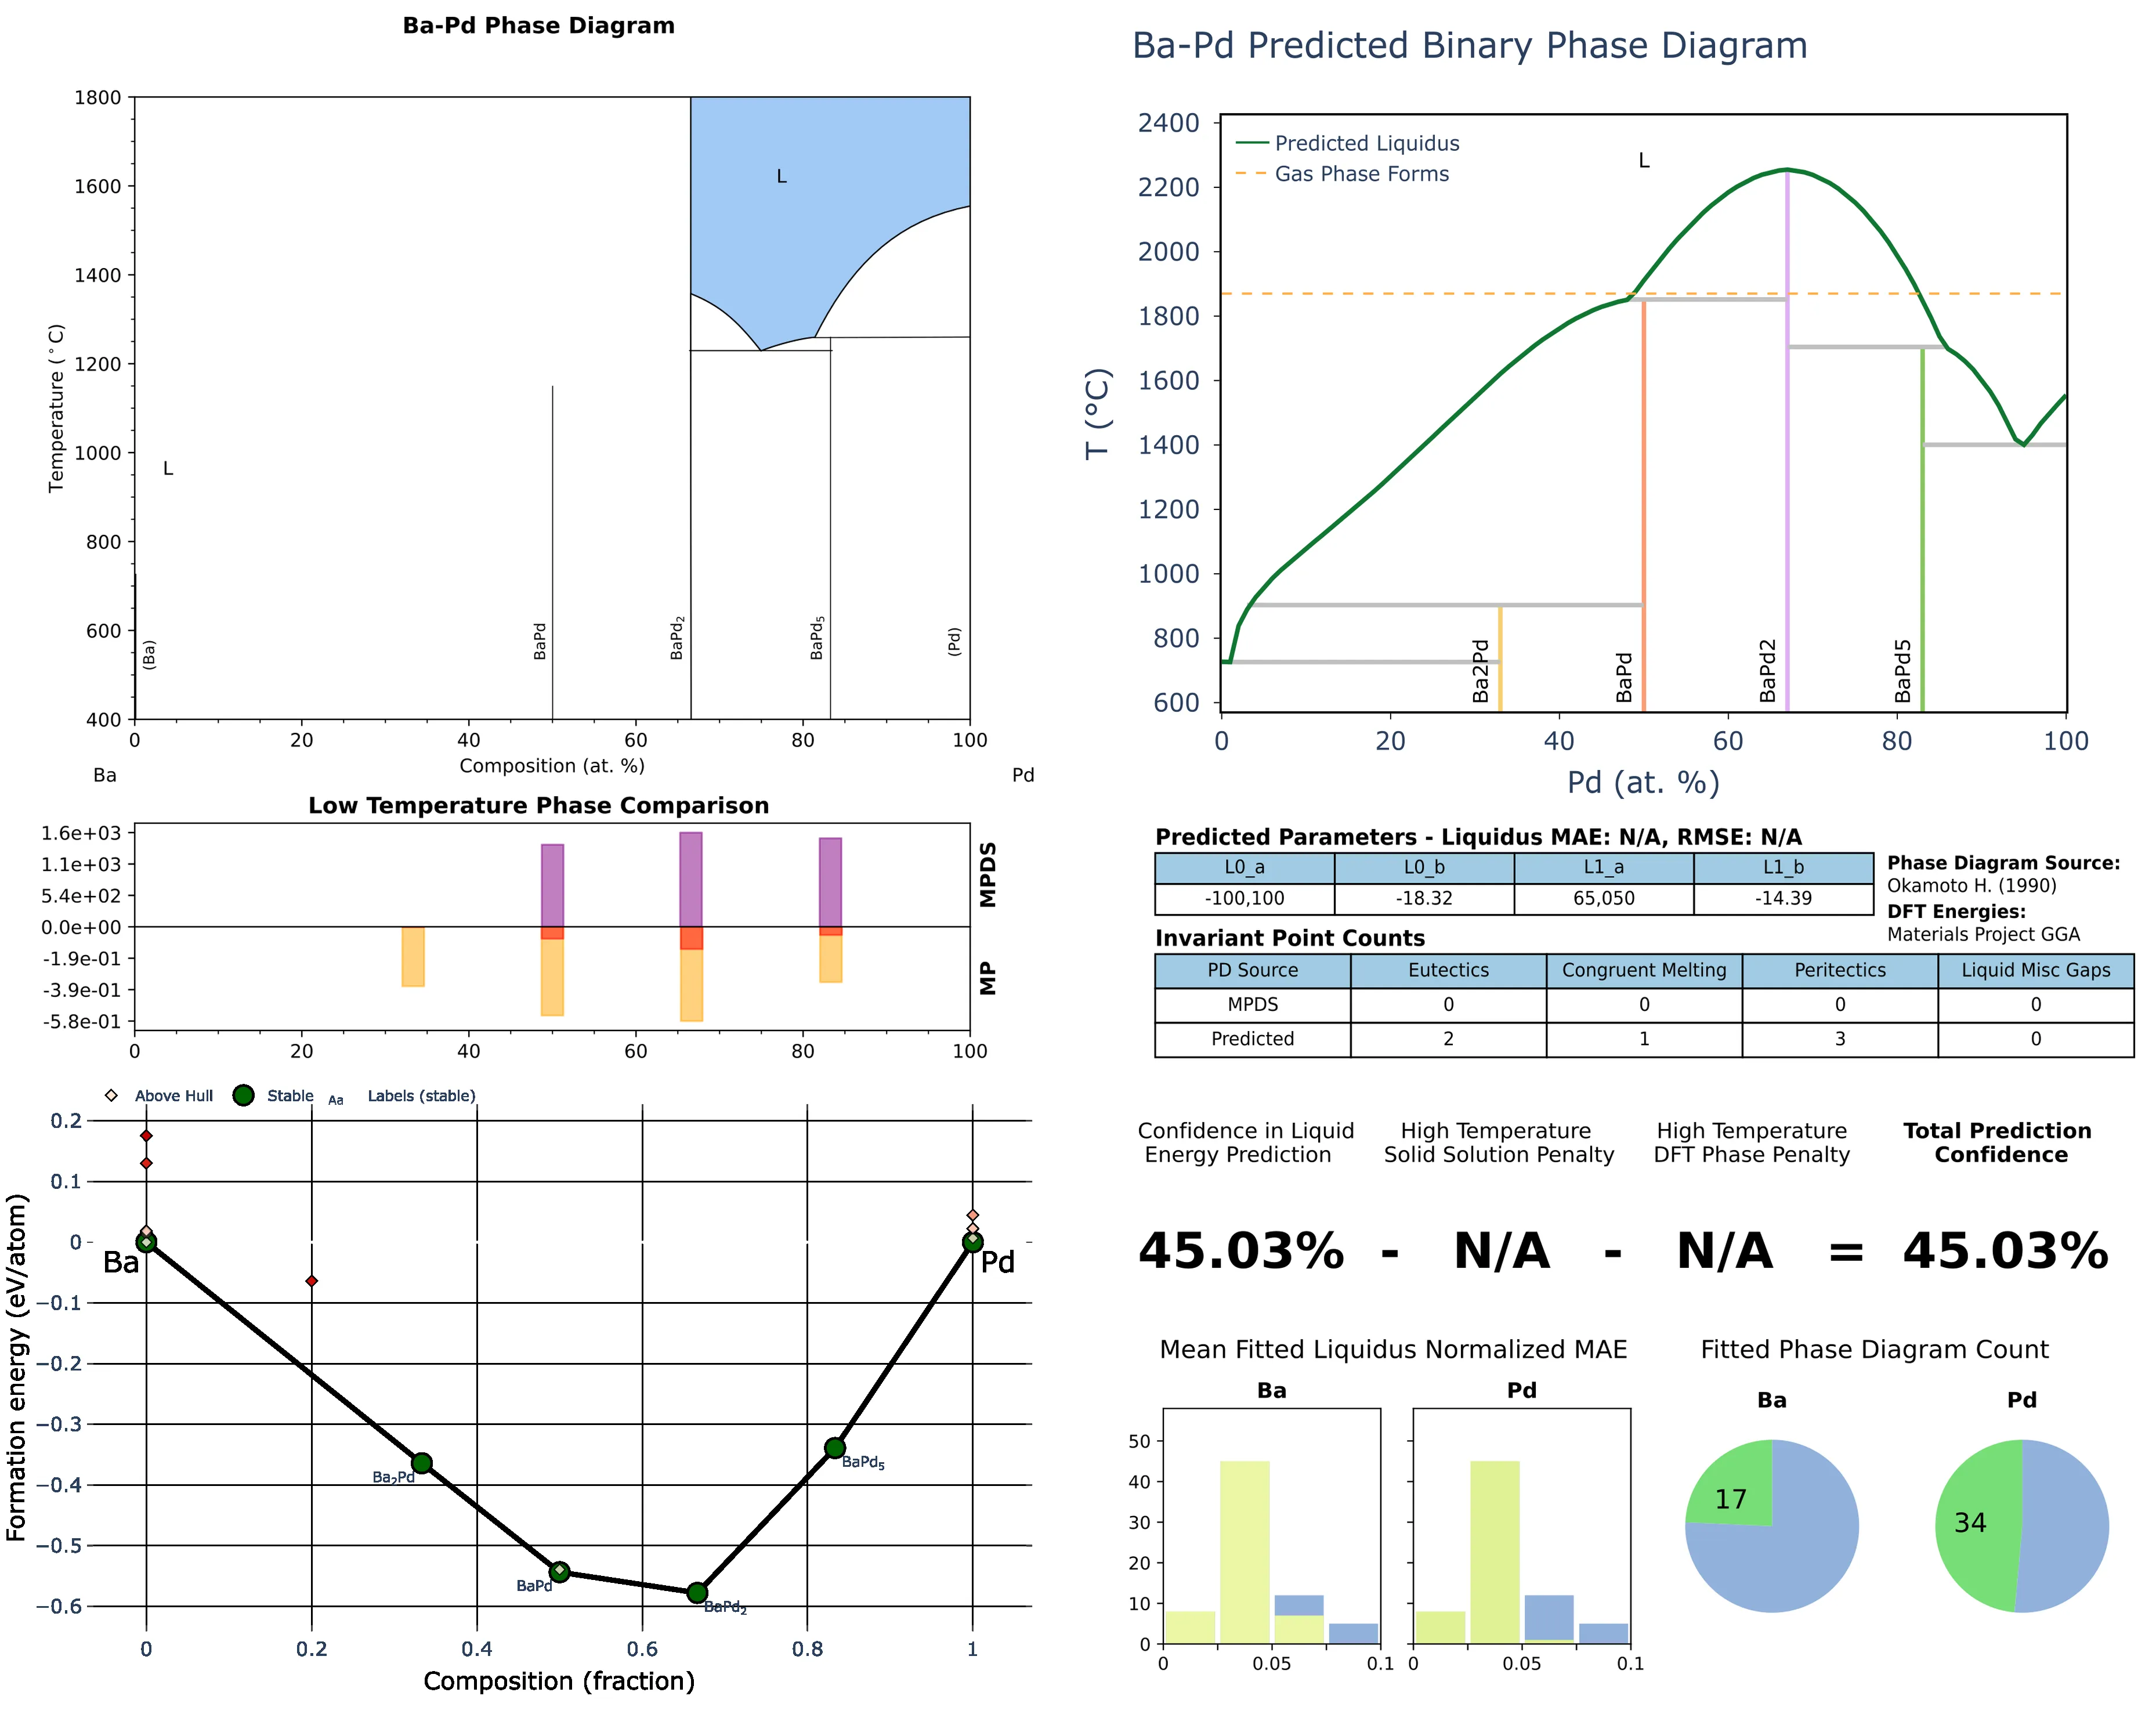 Ba-Pd Phase Diagram
1800
1600
1400
1200
1000
800
600
400
Temperature (°C)
L
L
(Ba)
BaPd
BaPd2
BaPd5
(Pd)
0 20 40 60 80 100
Composition (at. %)
Ba Pd
Low Temperature Phase Comparison
1.6e+03
1.1e+03
5.4e+02
0.0e+00
-1.9e-01
-3.9e-01
-5.8e-01
MPDS
MP
0 20 40 60 80 100
Above Hull Stable Aa Labels (stable)
0.2
0.1
0
−0.1
−0.2
−0.3
−0.4
−0.5
−0.6
Formation energy (eV/atom)
Ba
Pd
Ba2Pd
BaPd
BaPd2
BaPd5
0 0.2 0.4 0.6 0.8 1
Composition (fraction)
Ba-Pd Predicted Binary Phase Diagram
2400
2200
2000
1800
1600
1400
1200
1000
800
600
T (°C)
Predicted Liquidus
Gas Phase Forms
L
Ba2Pd
BaPd
BaPd2
BaPd5
0 20 40 60 80 100
Pd (at. %)
Predicted Parameters - Liquidus MAE: N/A, RMSE: N/A
L0_a L0_b L1_a L1_b
-100,100 -18.32 65,050 -14.39
Phase Diagram Source:
Okamoto H. (1990)
DFT Energies:
Materials Project GGA
Invariant Point Counts
PD Source Eutectics Congruent Melting Peritectics Liquid Misc Gaps
MPDS 0 0 0 0
Predicted 2 1 3 0
Confidence in Liquid
Energy Prediction
High Temperature
Solid Solution Penalty
High Temperature
DFT Phase Penalty
Total Prediction
Confidence
45.03% - N/A - N/A = 45.03%
Mean Fitted Liquidus Normalized MAE
Ba Pd
50
40
30
20
10
0
0 0.05 0.1 0 0.05 0.1
Fitted Phase Diagram Count
Ba Pd
17 34